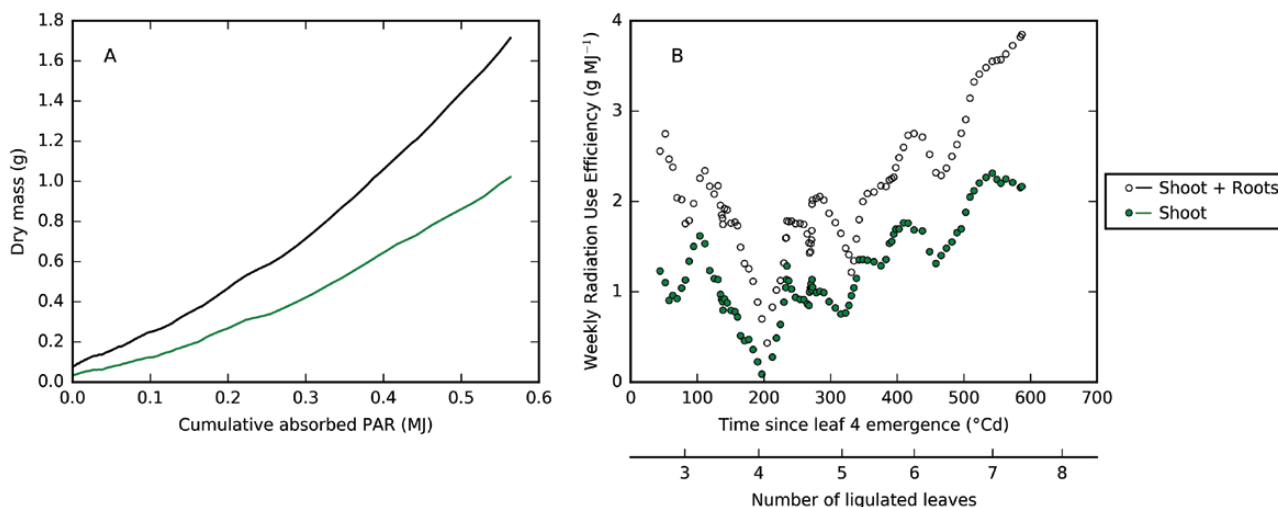 A
Dry mass (g)
1.8
1.6
1.4
1.2
1.0
0.8
0.6
0.4
0.2
0.0
0.0 0.1 0.2 0.3 0.4 0.5 0.6
Cumulative absorbed PAR (MJ)
B
Weekly Radiation Use Efficiency (g MJ⁻¹)
4
3
2
1
0
0 100 200 300 400 500 600 700
Time since leaf 4 emergence (°Cd)
3 4 5 6 7 8
Number of ligulated leaves
Shoot + Roots
Shoot